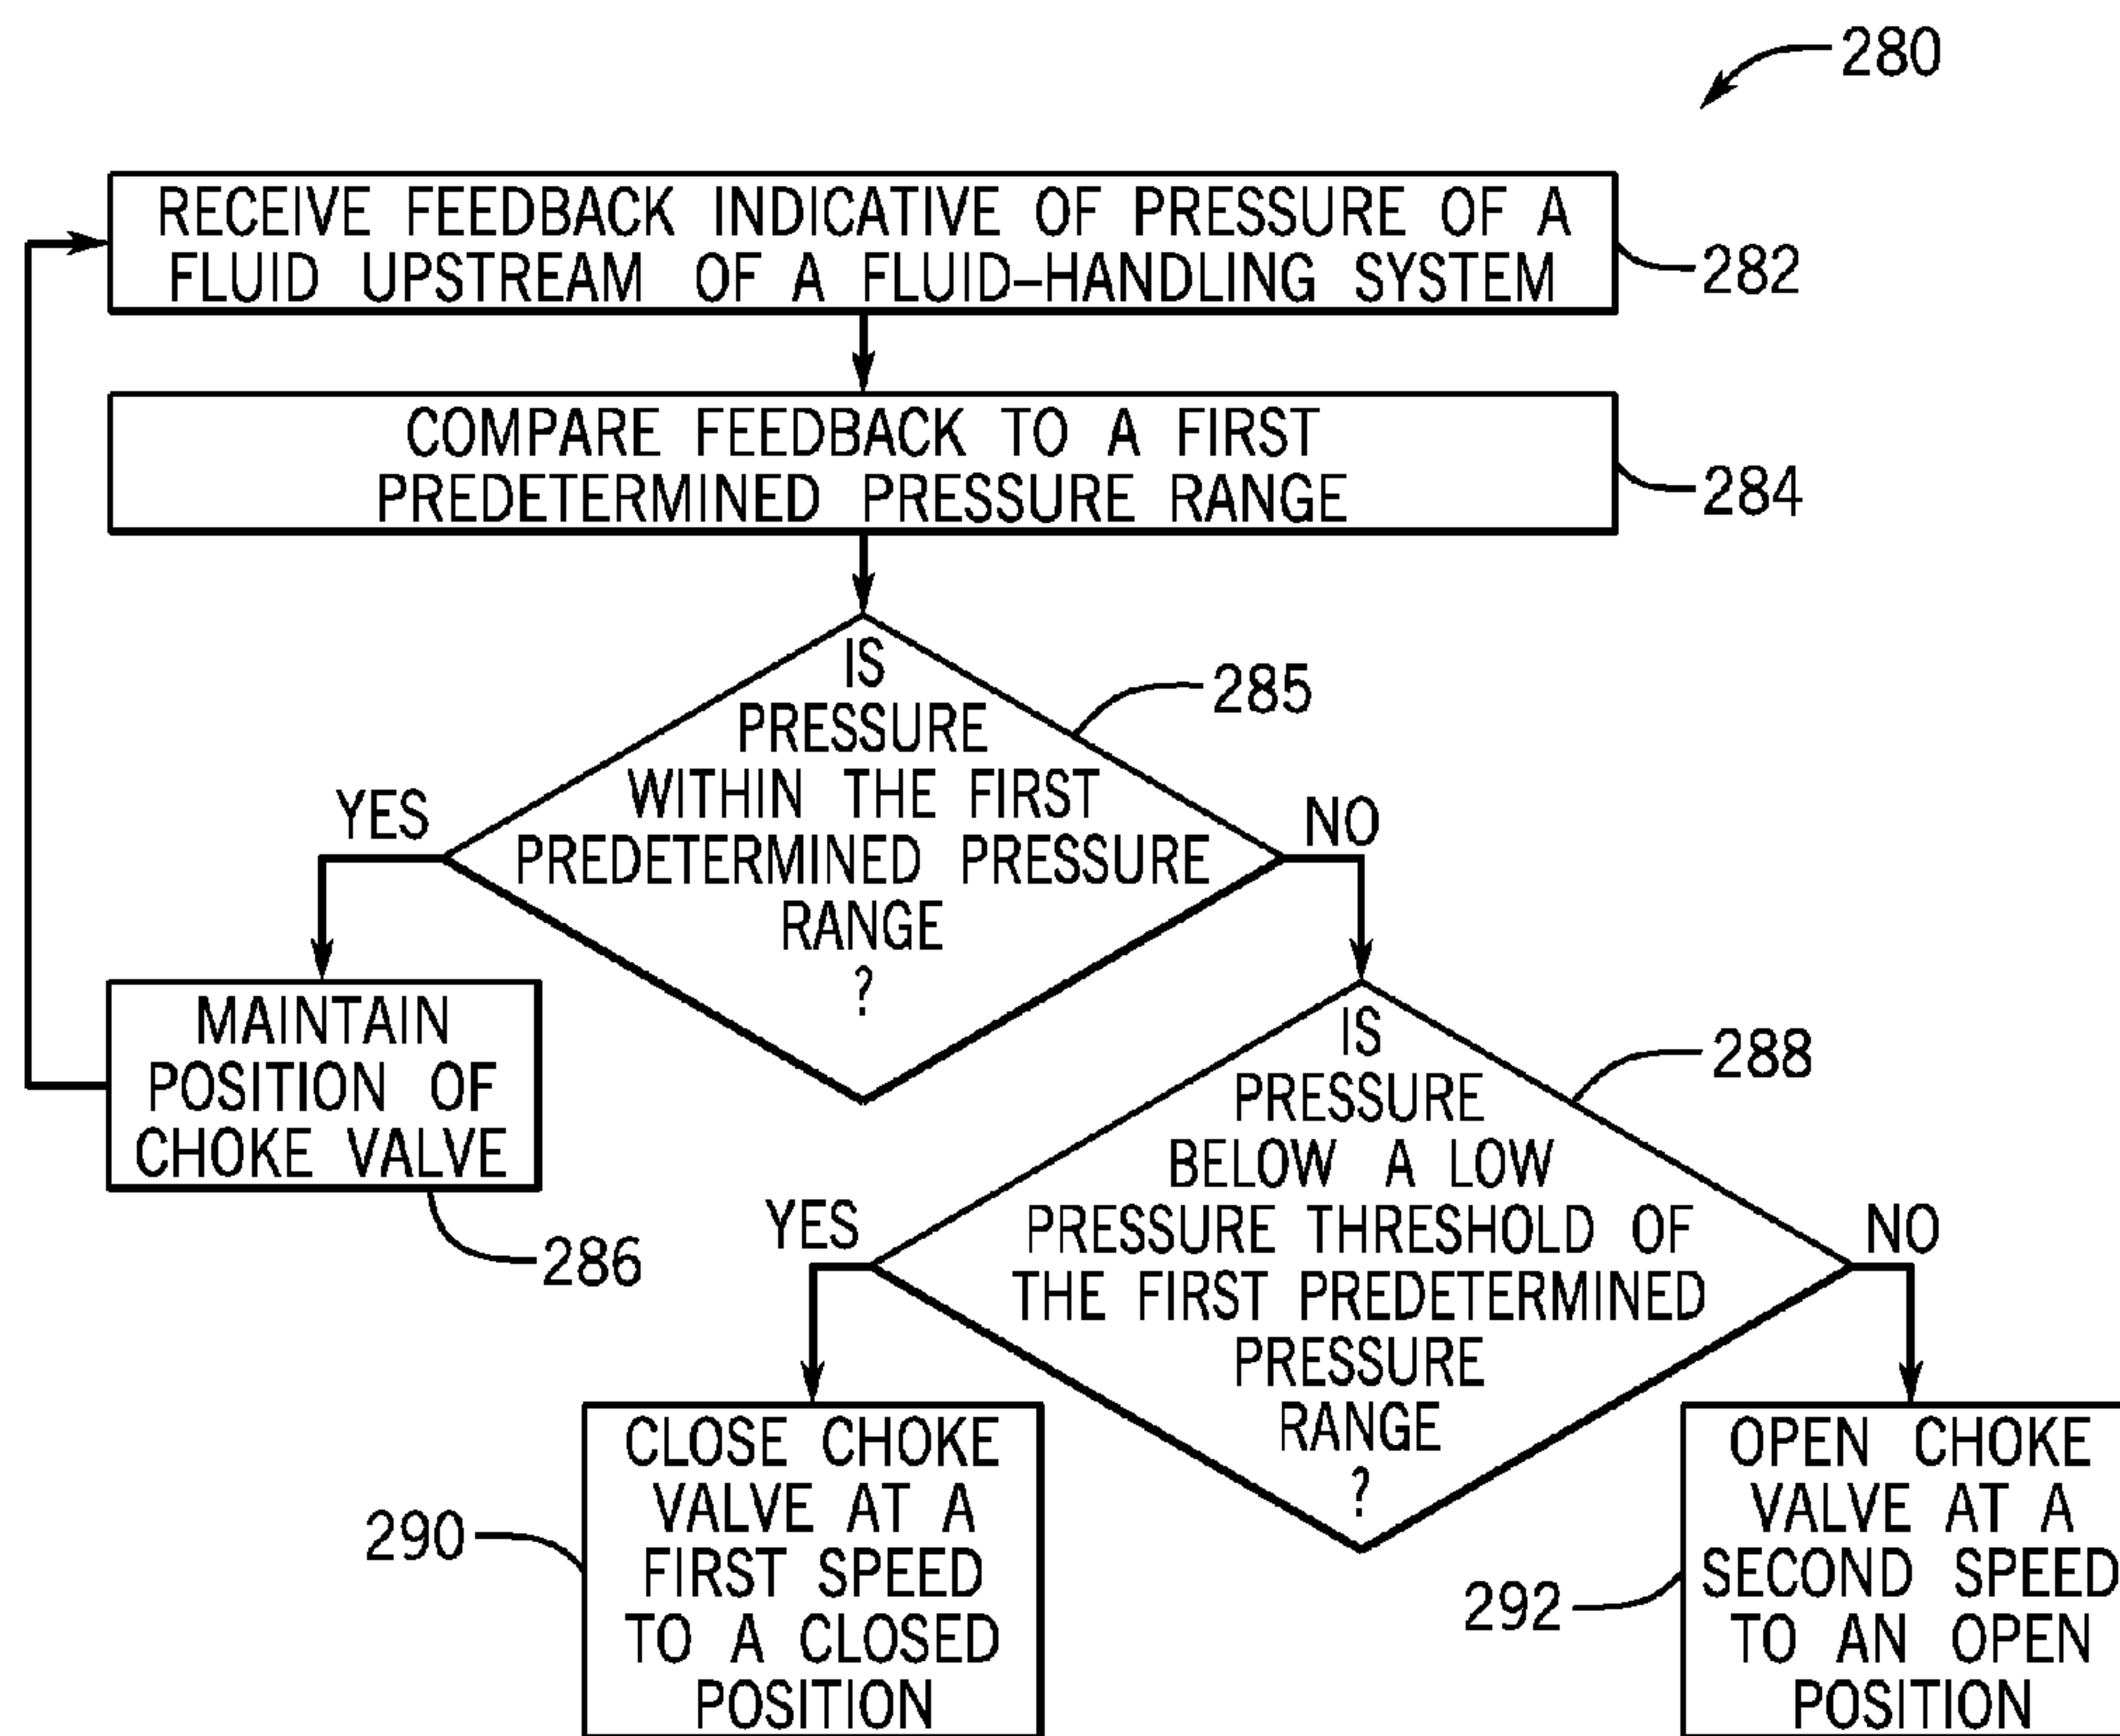 280
RECEIVE FEEDBACK INDICATIVE OF PRESSURE OF A
FLUID UPSTREAM OF A FLUID-HANDLING SYSTEM
282
COMPARE FEEDBACK TO A FIRST
PREDETERMINED PRESSURE RANGE
284
IS
PRESSURE
WITHIN THE FIRST
PREDETERMINED PRESSURE
RANGE
?
285
YES
NO
MAINTAIN
POSITION OF
CHOKE VALVE
286
IS
PRESSURE
BELOW A LOW
PRESSURE THRESHOLD OF
THE FIRST PREDETERMINED
PRESSURE
RANGE
?
288
YES
NO
CLOSE CHOKE
VALVE AT A
FIRST SPEED
TO A CLOSED
POSITION
290
OPEN CHOKE
VALVE AT A
SECOND SPEED
TO AN OPEN
POSITION
292